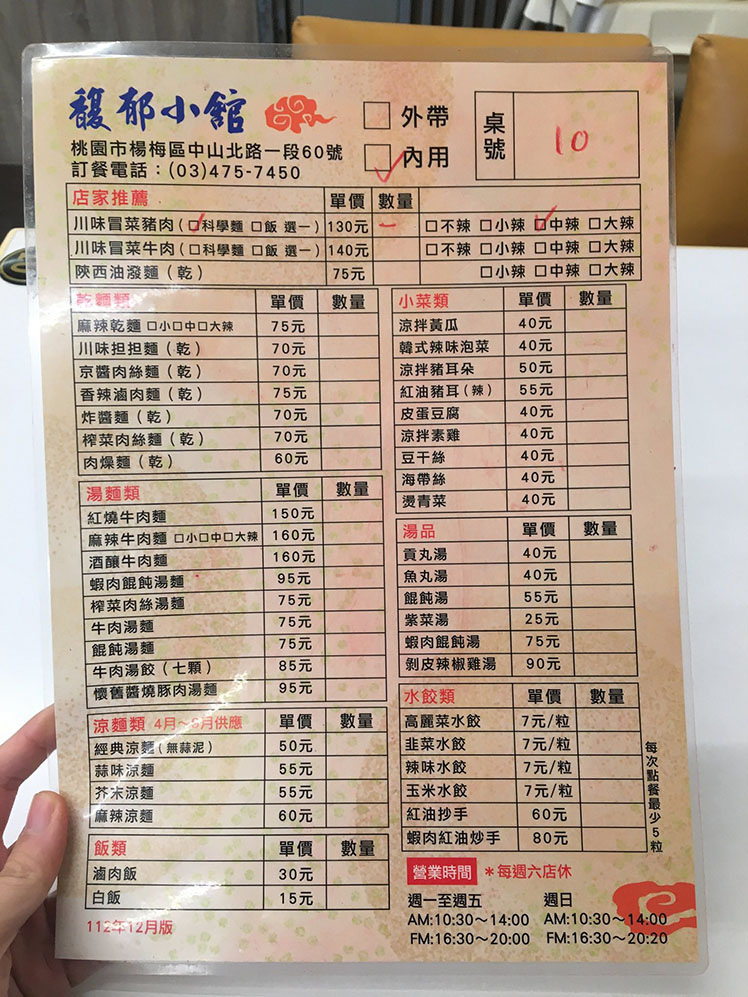 馥郁小館
□ 外帶
桃園市楊梅區中山北路一段60號
□ 內用
訂餐電話：(03)475-7450
桌號
10
店家推薦 單價 數量
川味冒菜豬肉(□科學麵 □飯 選一) 130元 一 □不辣 □小辣 □中辣 □大辣
川味冒菜牛肉(□科學麵 □飯 選一) 140元 □不辣 □小辣 □中辣 □大辣
陝西油潑麵(乾) 75元 □小辣 □中辣 □大辣
乾麵類 單價 數量
麻辣乾麵 □小□中□大辣 75元
川味担担麵(乾) 70元
京醬肉絲麵(乾) 70元
香辣滷肉麵(乾) 75元
炸醬麵(乾) 70元
榨菜肉絲麵(乾) 70元
肉燥麵(乾) 60元
湯麵類 單價 數量
紅燒牛肉麵 150元
麻辣牛肉麵 □小□中□大辣 160元
酒釀牛肉麵 160元
蝦肉餛飩湯麵 95元
榨菜肉絲湯麵 75元
牛肉湯麵 75元
餛飩湯麵 75元
牛肉湯餃(七顆) 85元
懷舊醬燒豚肉湯麵 95元
涼麵類 4月～8月供應 單價 數量
經典涼麵(無蒜泥) 50元
蒜味涼麵 55元
芥末涼麵 55元
麻辣涼麵 60元
飯類 單價 數量
滷肉飯 30元
白飯 15元
112年12月版
小菜類 單價 數量
涼拌黃瓜 40元
韓式辣味泡菜 40元
涼拌豬耳朵 50元
紅油豬耳(辣) 55元
皮蛋豆腐 40元
涼拌素雞 40元
豆干絲 40元
海帶絲 40元
燙青菜 40元
湯品 單價 數量
貢丸湯 40元
魚丸湯 40元
餛飩湯 55元
紫菜湯 25元
蝦肉餛飩湯 75元
剝皮辣椒雞湯 90元
水餃類 單價 數量
高麗菜水餃 7元/粒
韭菜水餃 7元/粒
辣味水餃 7元/粒
玉米水餃 7元/粒
紅油抄手 60元
蝦肉紅油炒手 80元
每次點餐最少5粒
營業時間 *每週六店休
週一至週五 週日
AM:10:30～14:00 AM:10:30～14:00
FM:16:30～20:00 FM:16:30～20:20